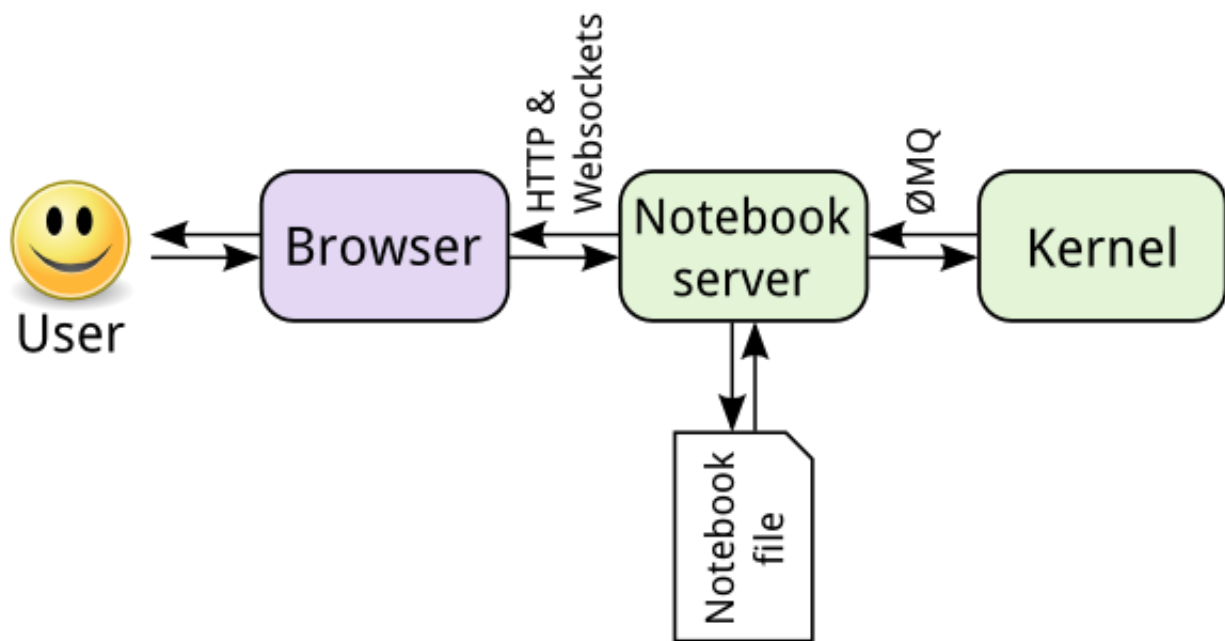 User
Browser
HTTP &
Websockets
Notebook
server
ØMQ
Kernel
Notebook
file